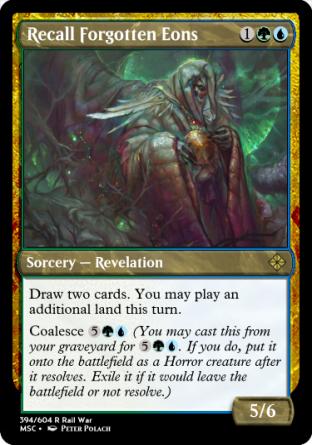 Recall Forgotten Eons 1
Sorcery — Revelation
Draw two cards. You may play an
additional land this turn.
Coalesce 5 (You may cast this from
your graveyard for 5. If you do, put it
onto the battlefield as a Horror creature after
it resolves. Exile it if it would leave the
battlefield or not resolve.)
5/6
394/604 R Rail War
MSC • Peter Polach